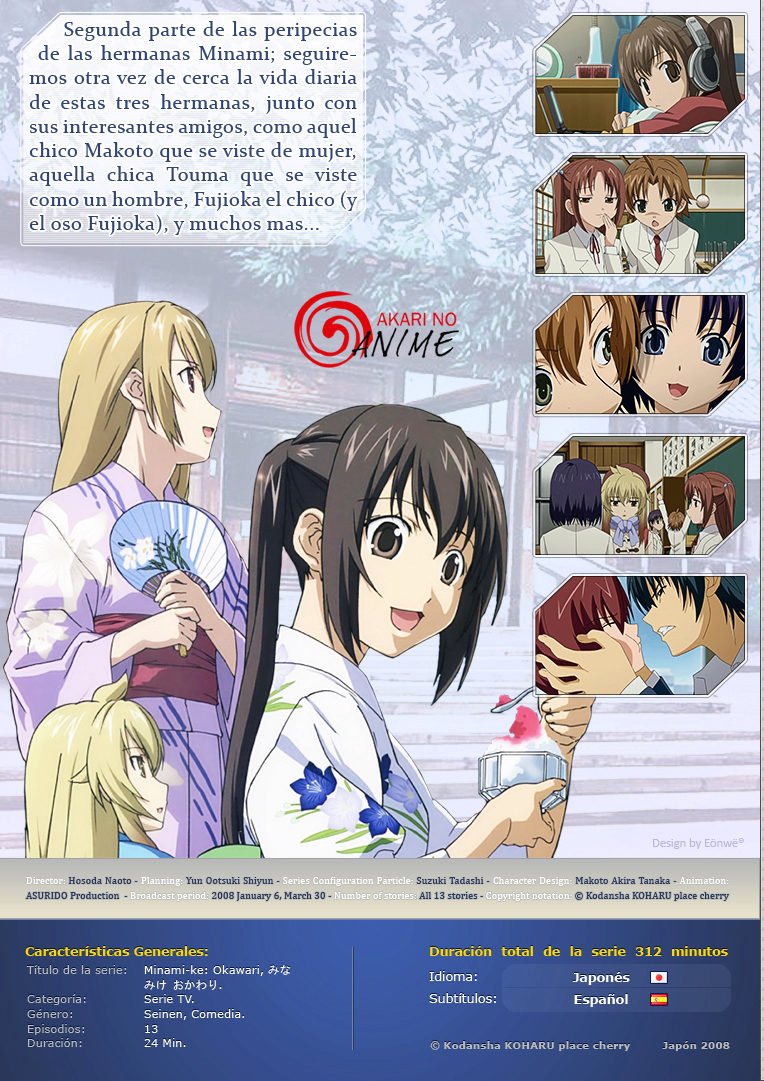 Segunda parte de las peripecias
de las hermanas Minami; seguire-
mos otra vez de cerca la vida diaria
de estas tres hermanas, junto con
sus interesantes amigos, como aquel
chico Makoto que se viste de mujer,
aquella chica Touma que se viste
como un hombre, Fujioka el chico (y
el oso Fujioka), y muchos mas...
AKARI NO
ANIME
Design by Eönwë®
Director: Hosoda Naoto - Planning: Yun Ootsuki Shiyun - Series Configuration Particle: Suzuki Tadashi - Character Design: Makoto Akira Tanaka - Animation:
ASURIDO Production - Broadcast period: 2008 January 6, March 30 - Number of stories: All 13 stories - Copyright notation: © Kodansha KOHARU place cherry
Características Generales:
Título de la serie: Minami-ke: Okawari, みな
みけ おかわり.
Categoría: Serie TV.
Género: Seinen, Comedia.
Episodios: 13
Duración: 24 Min.
Duración total de la serie 312 minutos
Idioma: Japonés
Subtítulos: Español
© Kodansha KOHARU place cherry Japón 2008